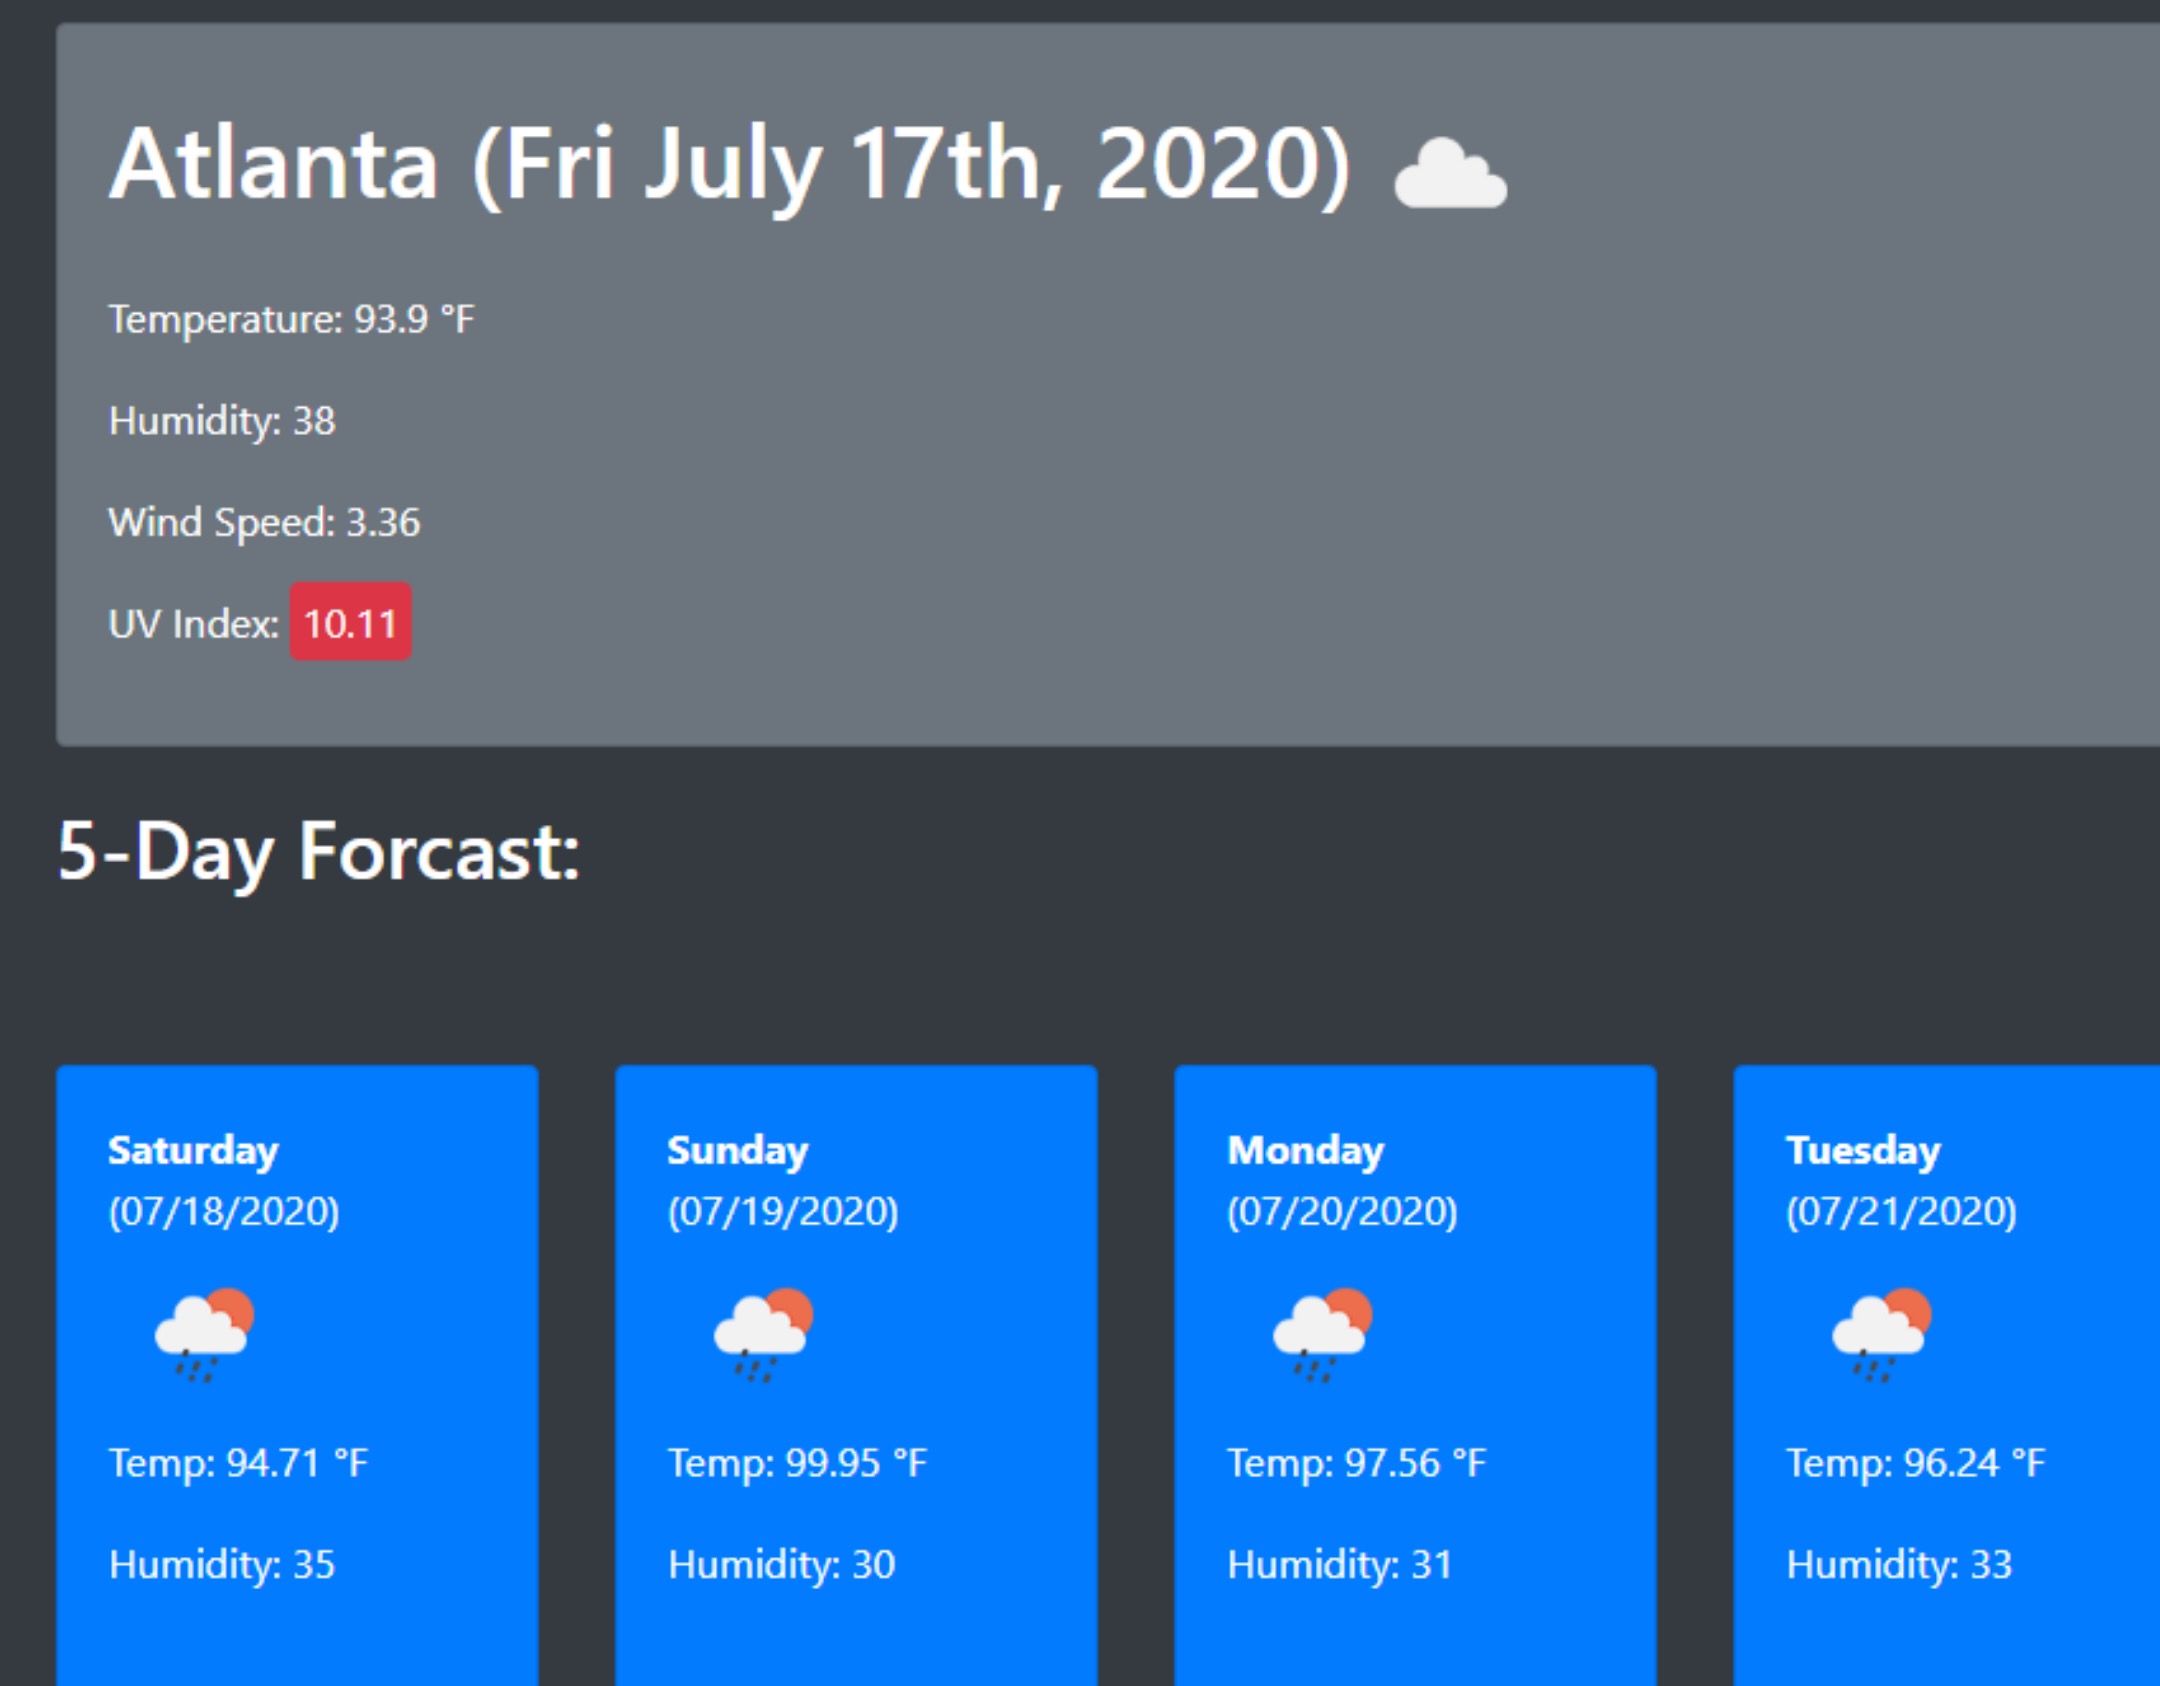 Atlanta (Fri July 17th, 2020)
Temperature: 93.9 °F
Humidity: 38
Wind Speed: 3.36
UV Index: 10.11
5-Day Forcast:
Saturday
(07/18/2020)
Temp: 94.71 °F
Humidity: 35
Sunday
(07/19/2020)
Temp: 99.95 °F
Humidity: 30
Monday
(07/20/2020)
Temp: 97.56 °F
Humidity: 31
Tuesday
(07/21/2020)
Temp: 96.24 °F
Humidity: 33